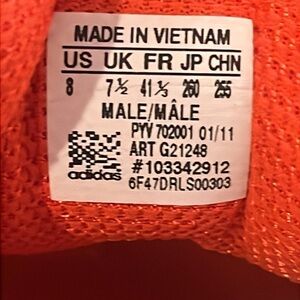 MADE IN VIETNAM
US UK FR JP CHN
8 7½ 41⅓ 260 255
MALE/MÂLE
PYV 702001 01/11
ART G21248
#103342912
adidas 6F47DRLS00303